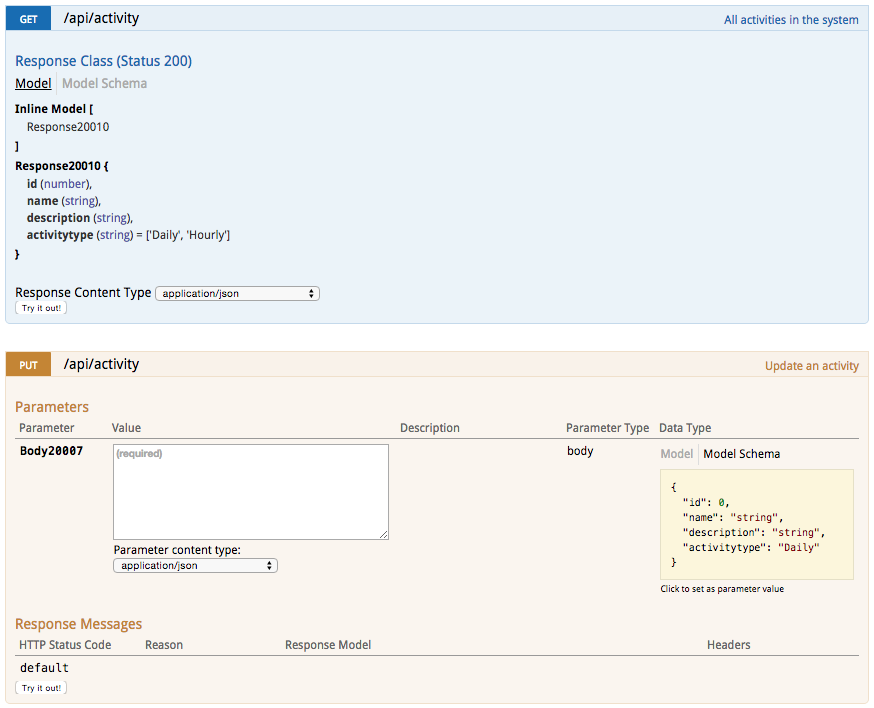 GET /api/activity All activities in the system
Response Class (Status 200)
Model Model Schema
Inline Model [
Response20010
]
Response20010 {
id (number),
name (string),
description (string),
activitytype (string) = ['Daily', 'Hourly']
}
Response Content Type application/json
Try it out!
PUT /api/activity Update an activity
Parameters
Parameter Value Description Parameter Type Data Type
Body20007 (required) body Model Model Schema
{
"id": 0,
"name": "string",
"description": "string",
"activitytype": "Daily"
}
Parameter content type:
application/json
Click to set as parameter value
Response Messages
HTTP Status Code Reason Response Model Headers
default
Try it out!